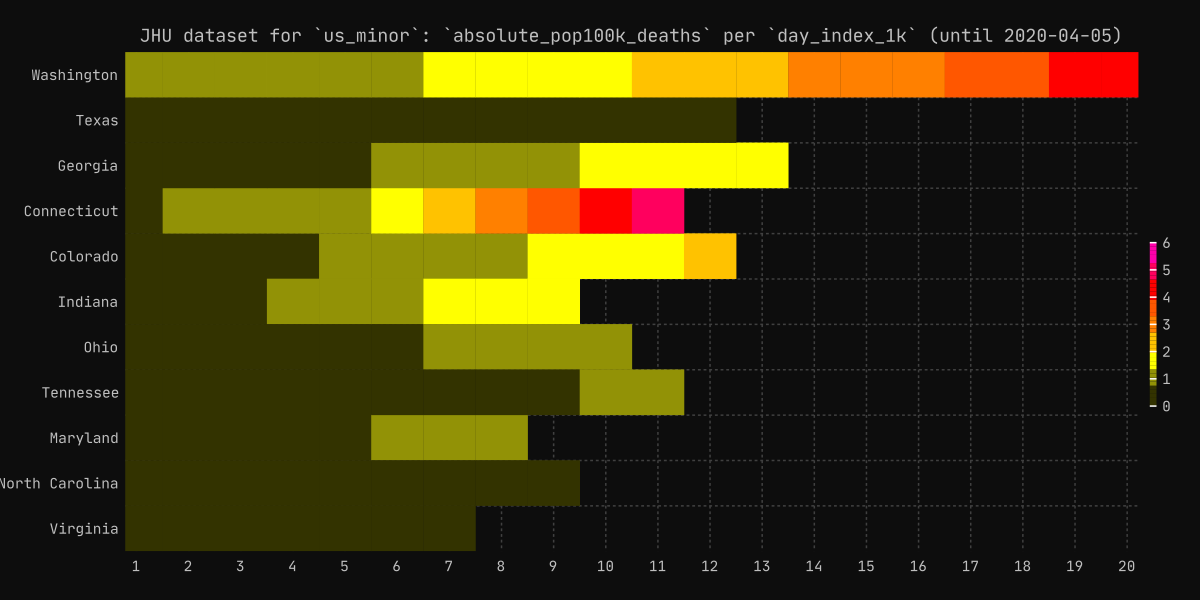 JHU dataset for `us_minor`: `absolute_pop100k_deaths` per `day_index_1k` (until 2020-04-05)
Washington
Texas
Georgia
Connecticut
Colorado
Indiana
Ohio
Tennessee
Maryland
North Carolina
Virginia
6
5
4
3
2
1
0
1 2 3 4 5 6 7 8 9 10 11 12 13 14 15 16 17 18 19 20